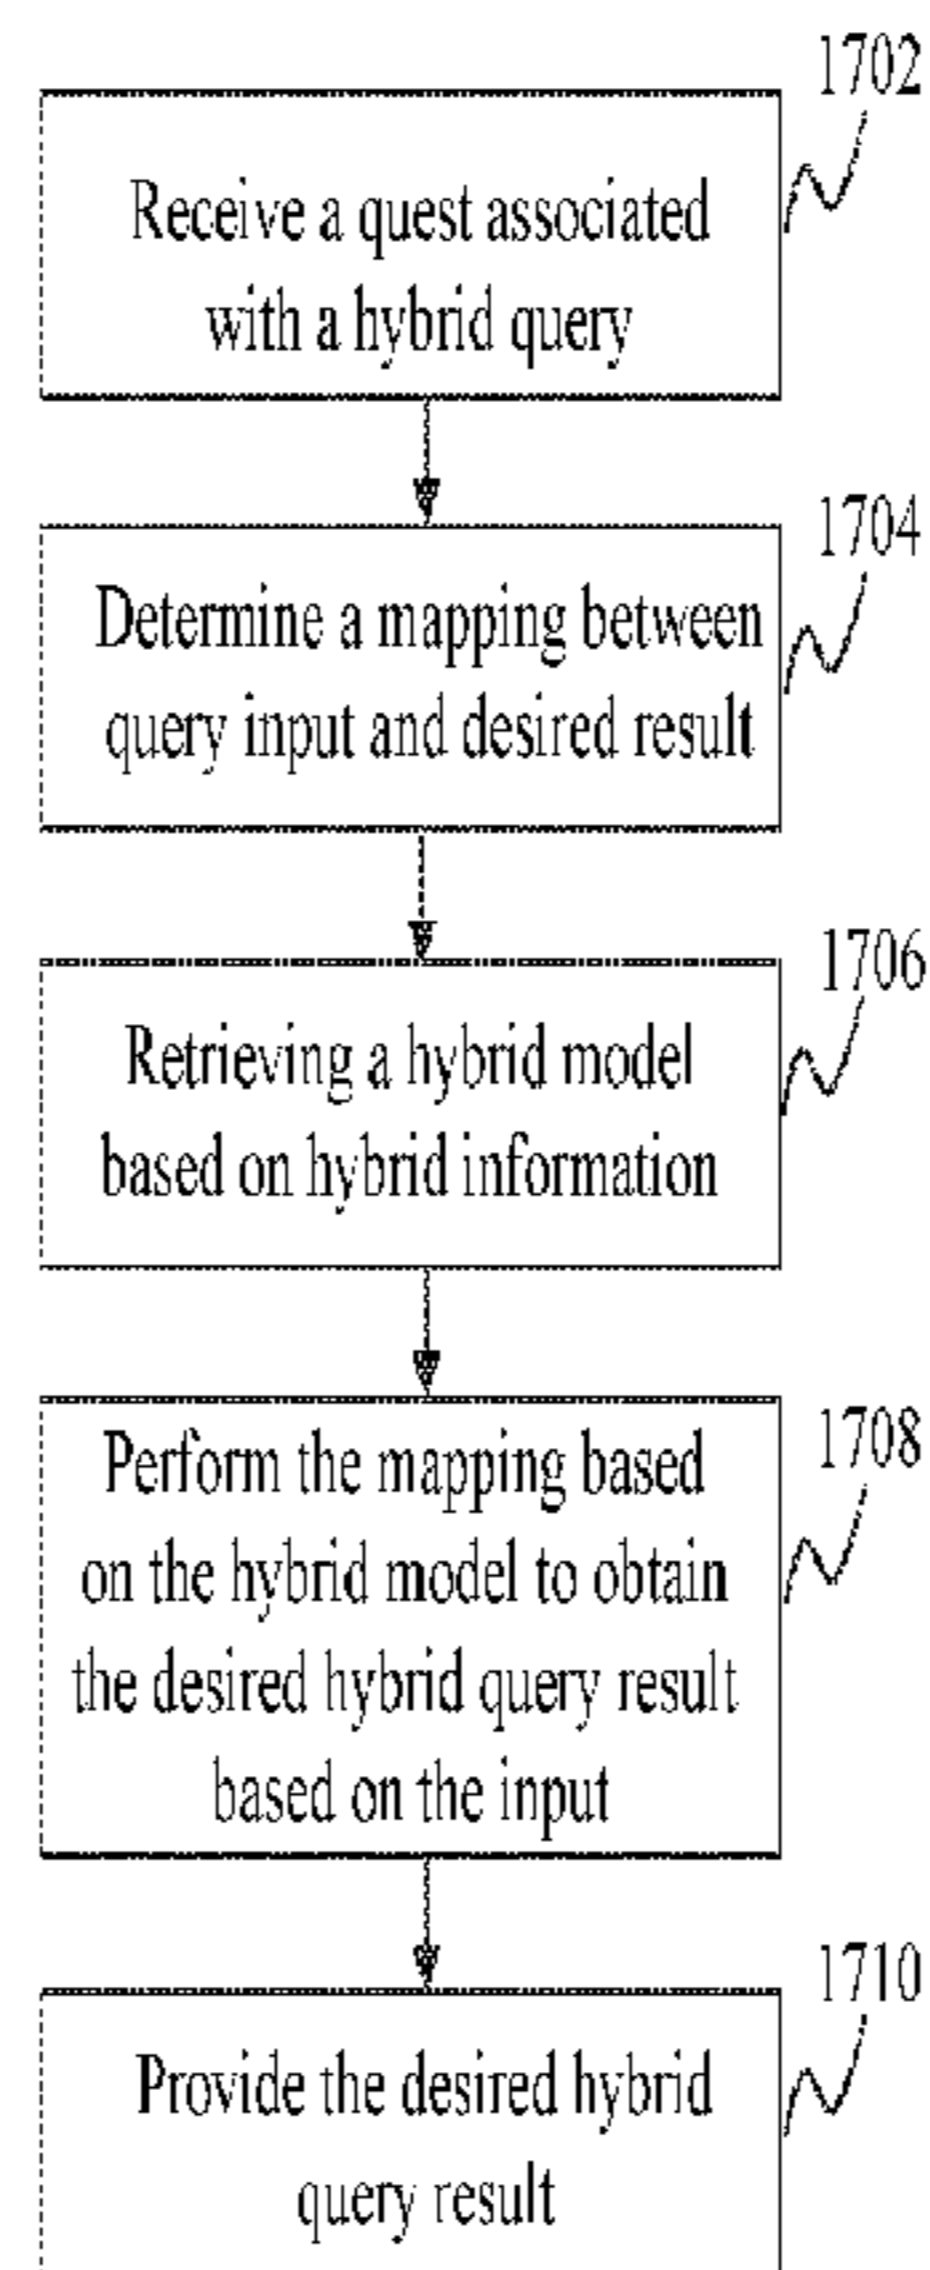 1702
Receive a quest associated
with a hybrid query
1704
Determine a mapping between
query input and desired result
1706
Retrieving a hybrid model
based on hybrid information
1708
Perform the mapping based
on the hybrid model to obtain
the desired hybrid query result
based on the input
1710
Provide the desired hybrid
query result